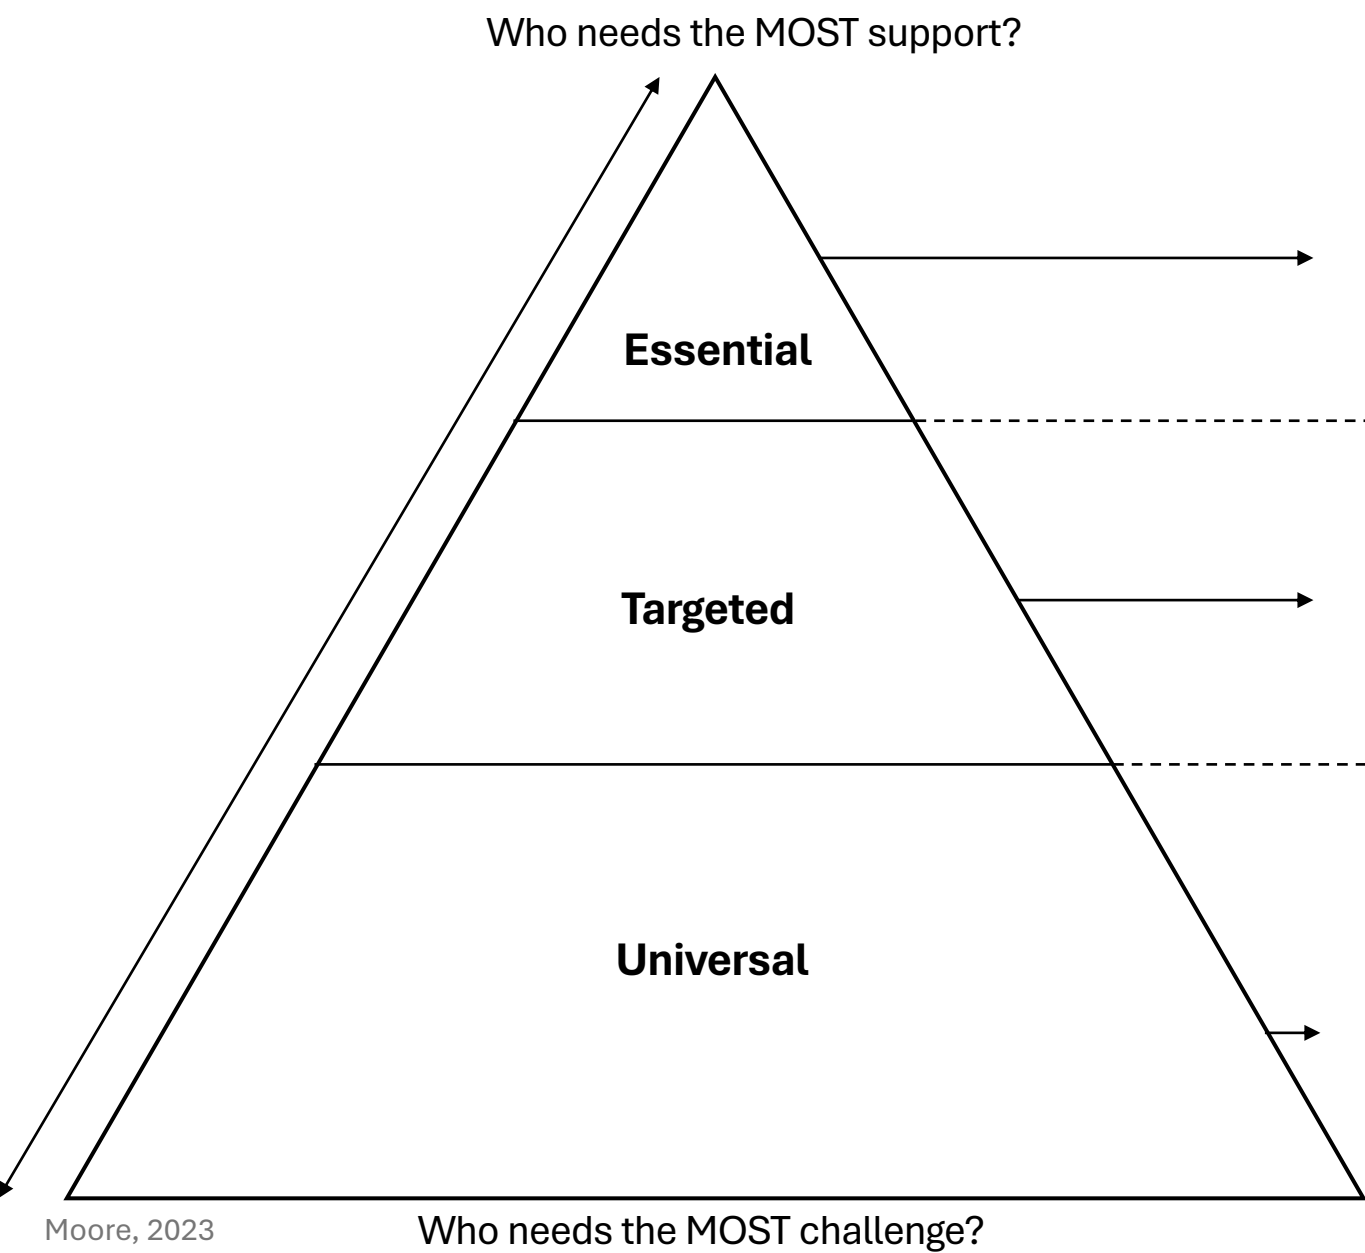 Who needs the MOST support?
Essential
Targeted
Universal
Moore, 2023
Who needs the MOST challenge?